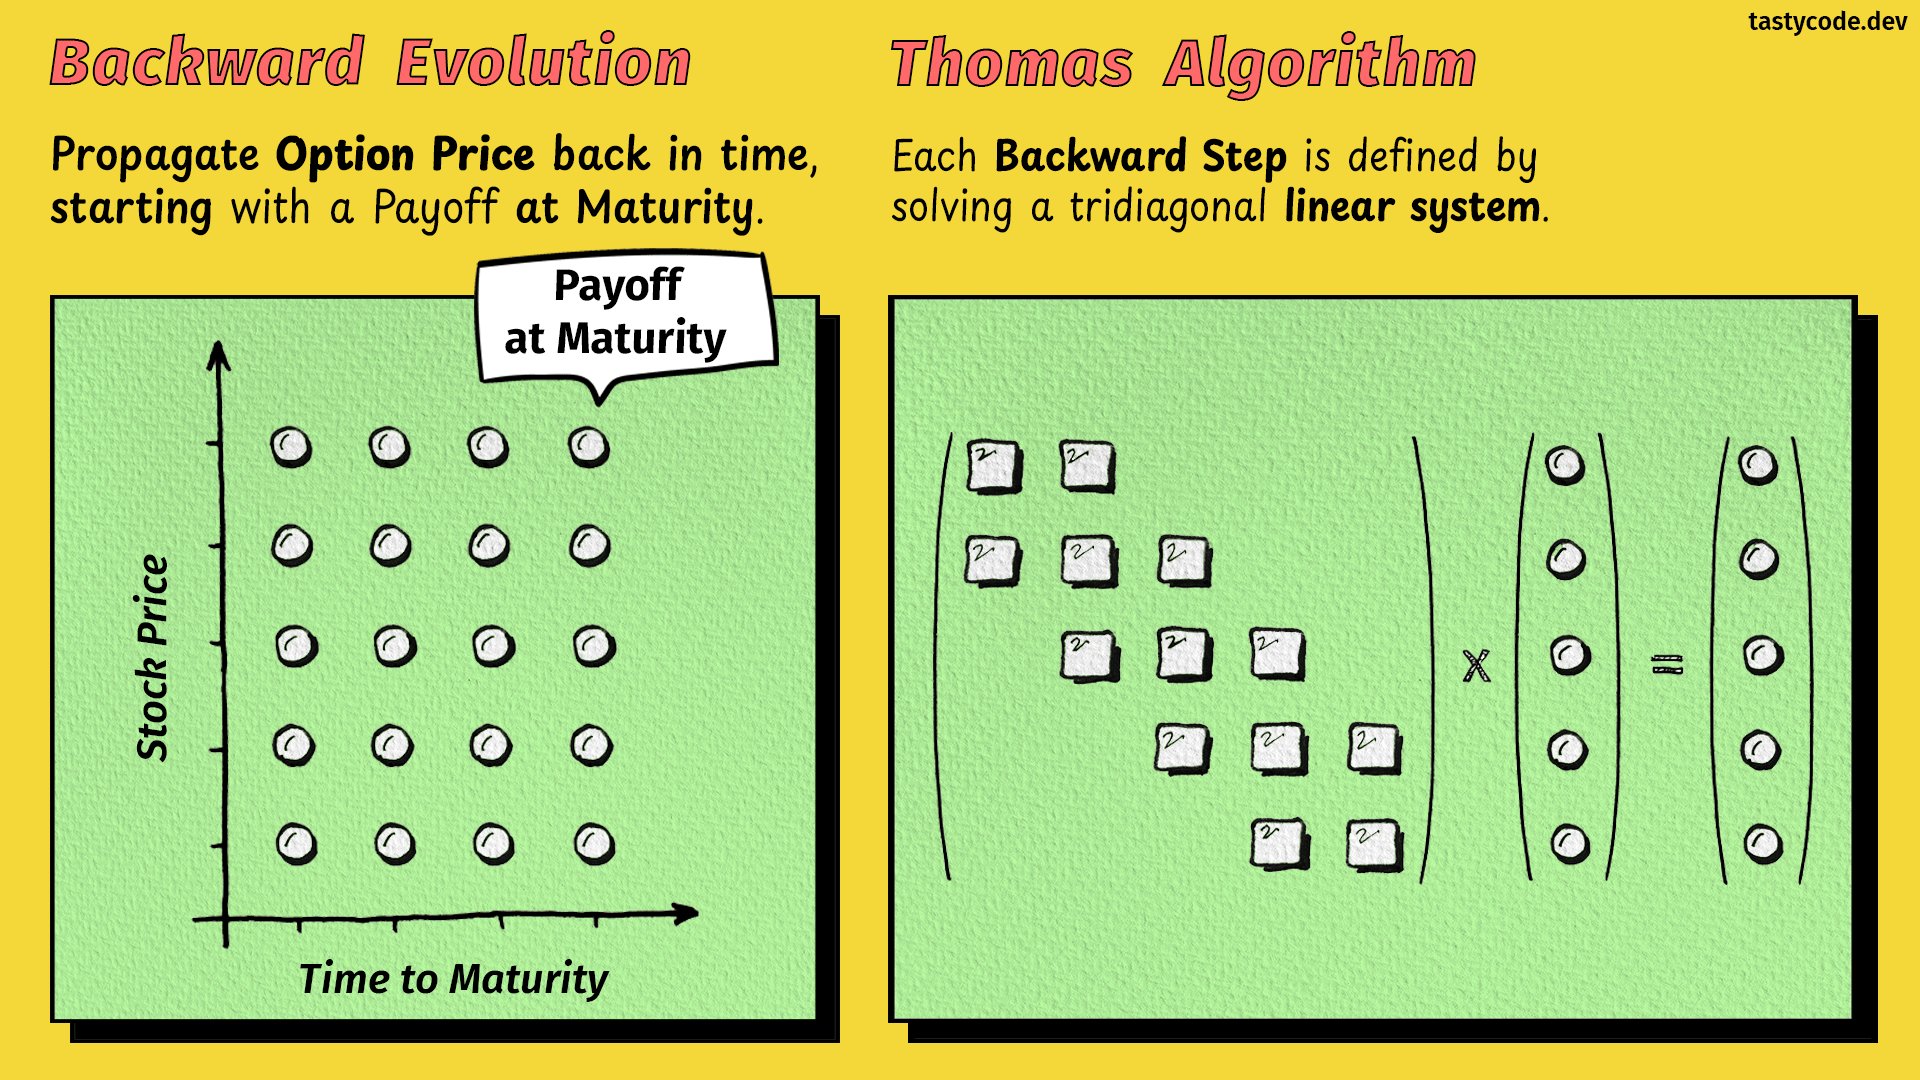 tastycode.dev
Backward Evolution
Propagate Option Price back in time,
starting with a Payoff at Maturity.
Payoff
at Maturity
Stock Price
Time to Maturity
Thomas Algorithm
Each Backward Step is defined by
solving a tridiagonal linear system.
x
=